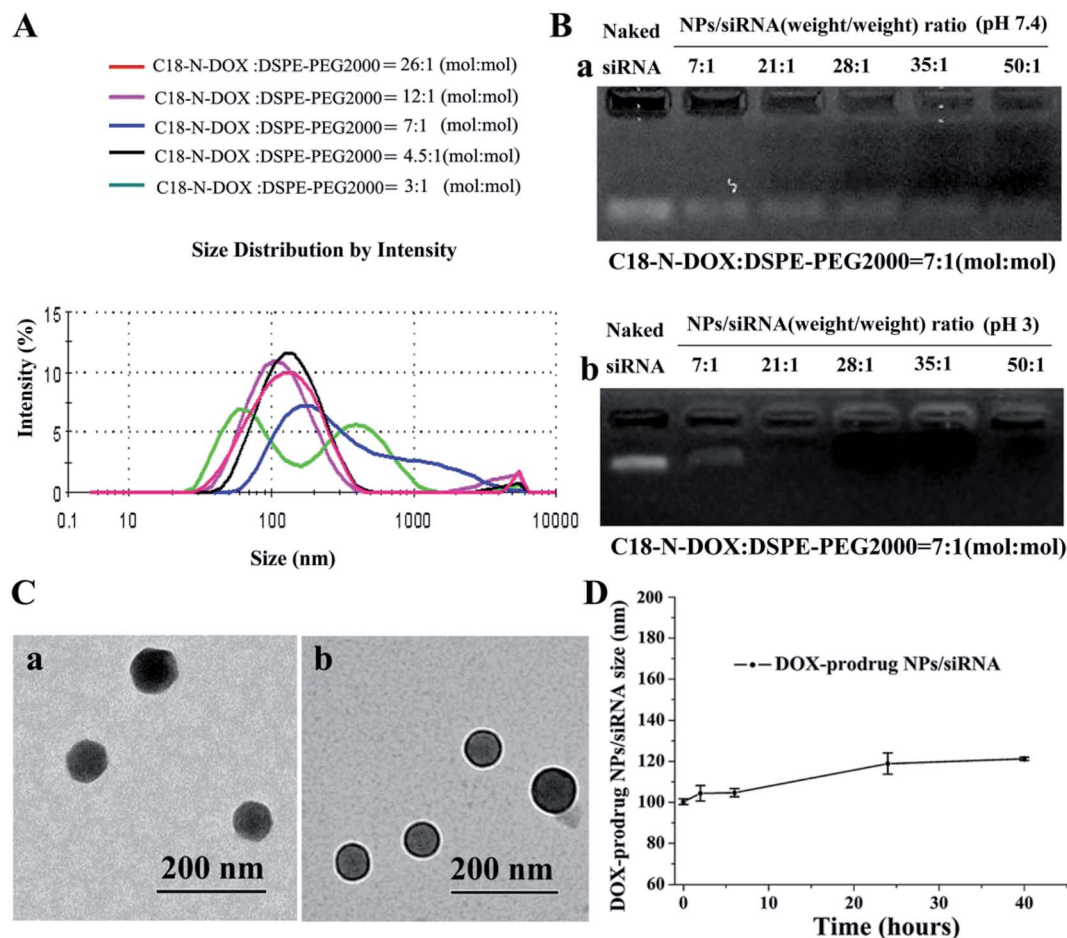 A
C18-N-DOX :DSPE-PEG2000= 26:1 (mol:mol)
C18-N-DOX :DSPE-PEG2000= 12:1 (mol:mol)
C18-N-DOX :DSPE-PEG2000= 7:1 (mol:mol)
C18-N-DOX :DSPE-PEG2000= 4.5:1(mol:mol)
C18-N-DOX :DSPE-PEG2000= 3:1 (mol:mol)
Size Distribution by Intensity
Intensity (%)
15
10
5
0
0.1 10 100 1000 10000
Size (nm)
B
Naked NPs/siRNA(weight/weight) ratio (pH 7.4)
a siRNA 7:1 21:1 28:1 35:1 50:1
C18-N-DOX:DSPE-PEG2000=7:1(mol:mol)
Naked NPs/siRNA(weight/weight) ratio (pH 3)
b siRNA 7:1 21:1 28:1 35:1 50:1
C18-N-DOX:DSPE-PEG2000=7:1(mol:mol)
C
a
200 nm
b
200 nm
D
DOX-prodrug NPs/siRNA size (nm)
200
180
160
140
120
100
80
60
DOX-prodrug NPs/siRNA
0 10 20 30 40
Time (hours)